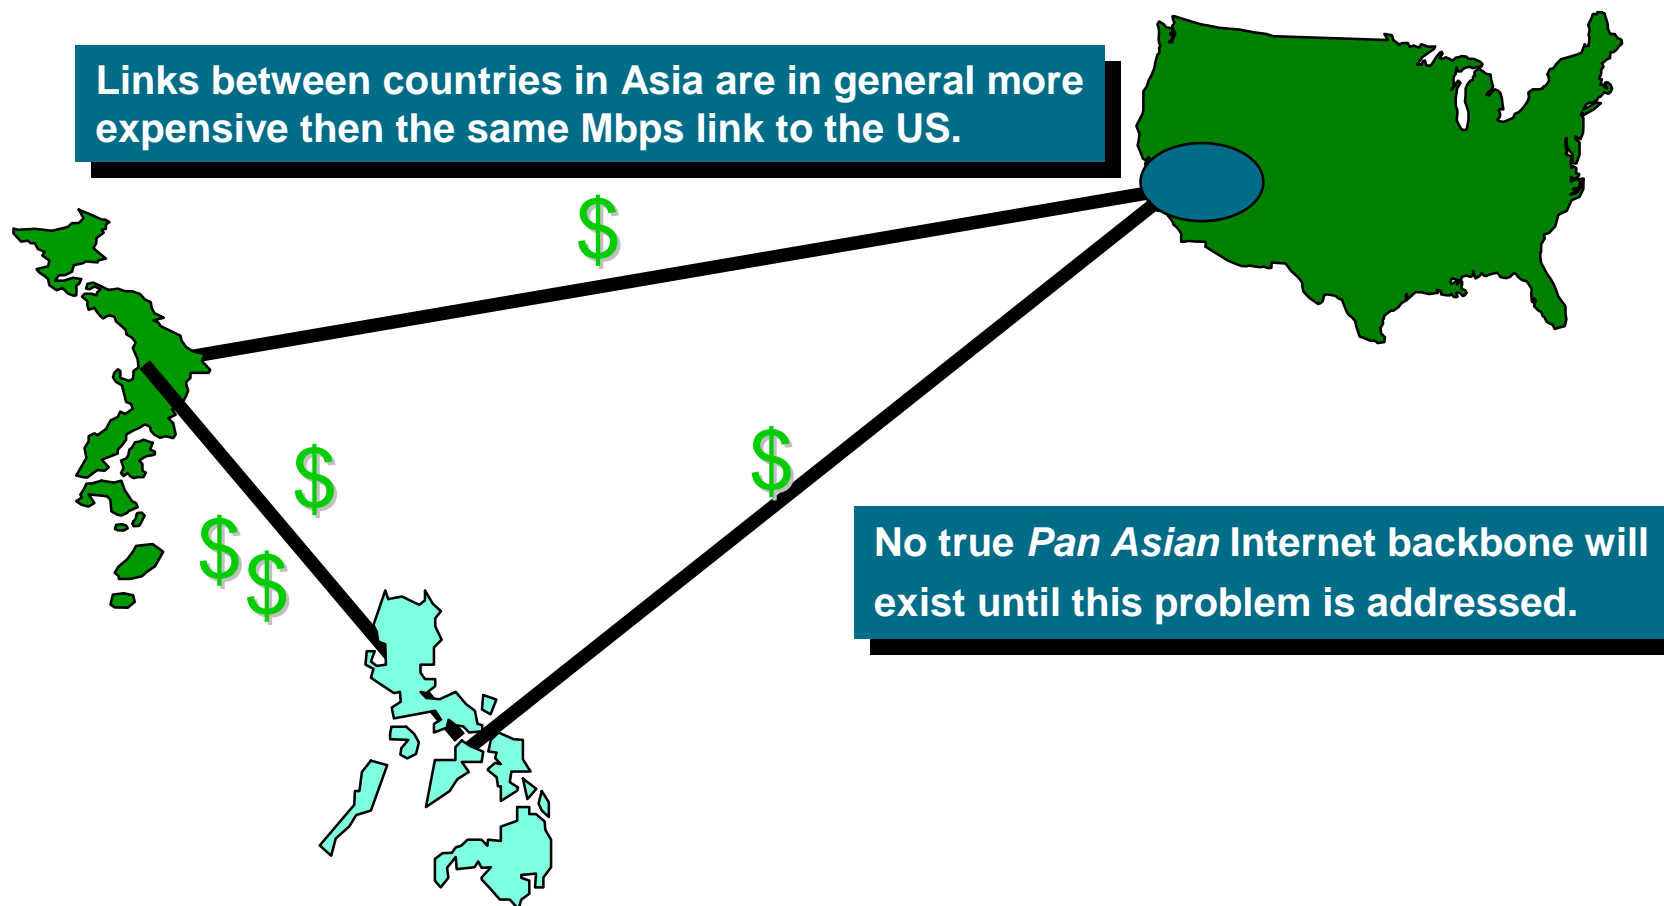 Links between countries in Asia are in general more
expensive then the same Mbps link to the US.
$
$
$
No true Pan Asian Internet backbone will
exist until this problem is addressed.
$
$